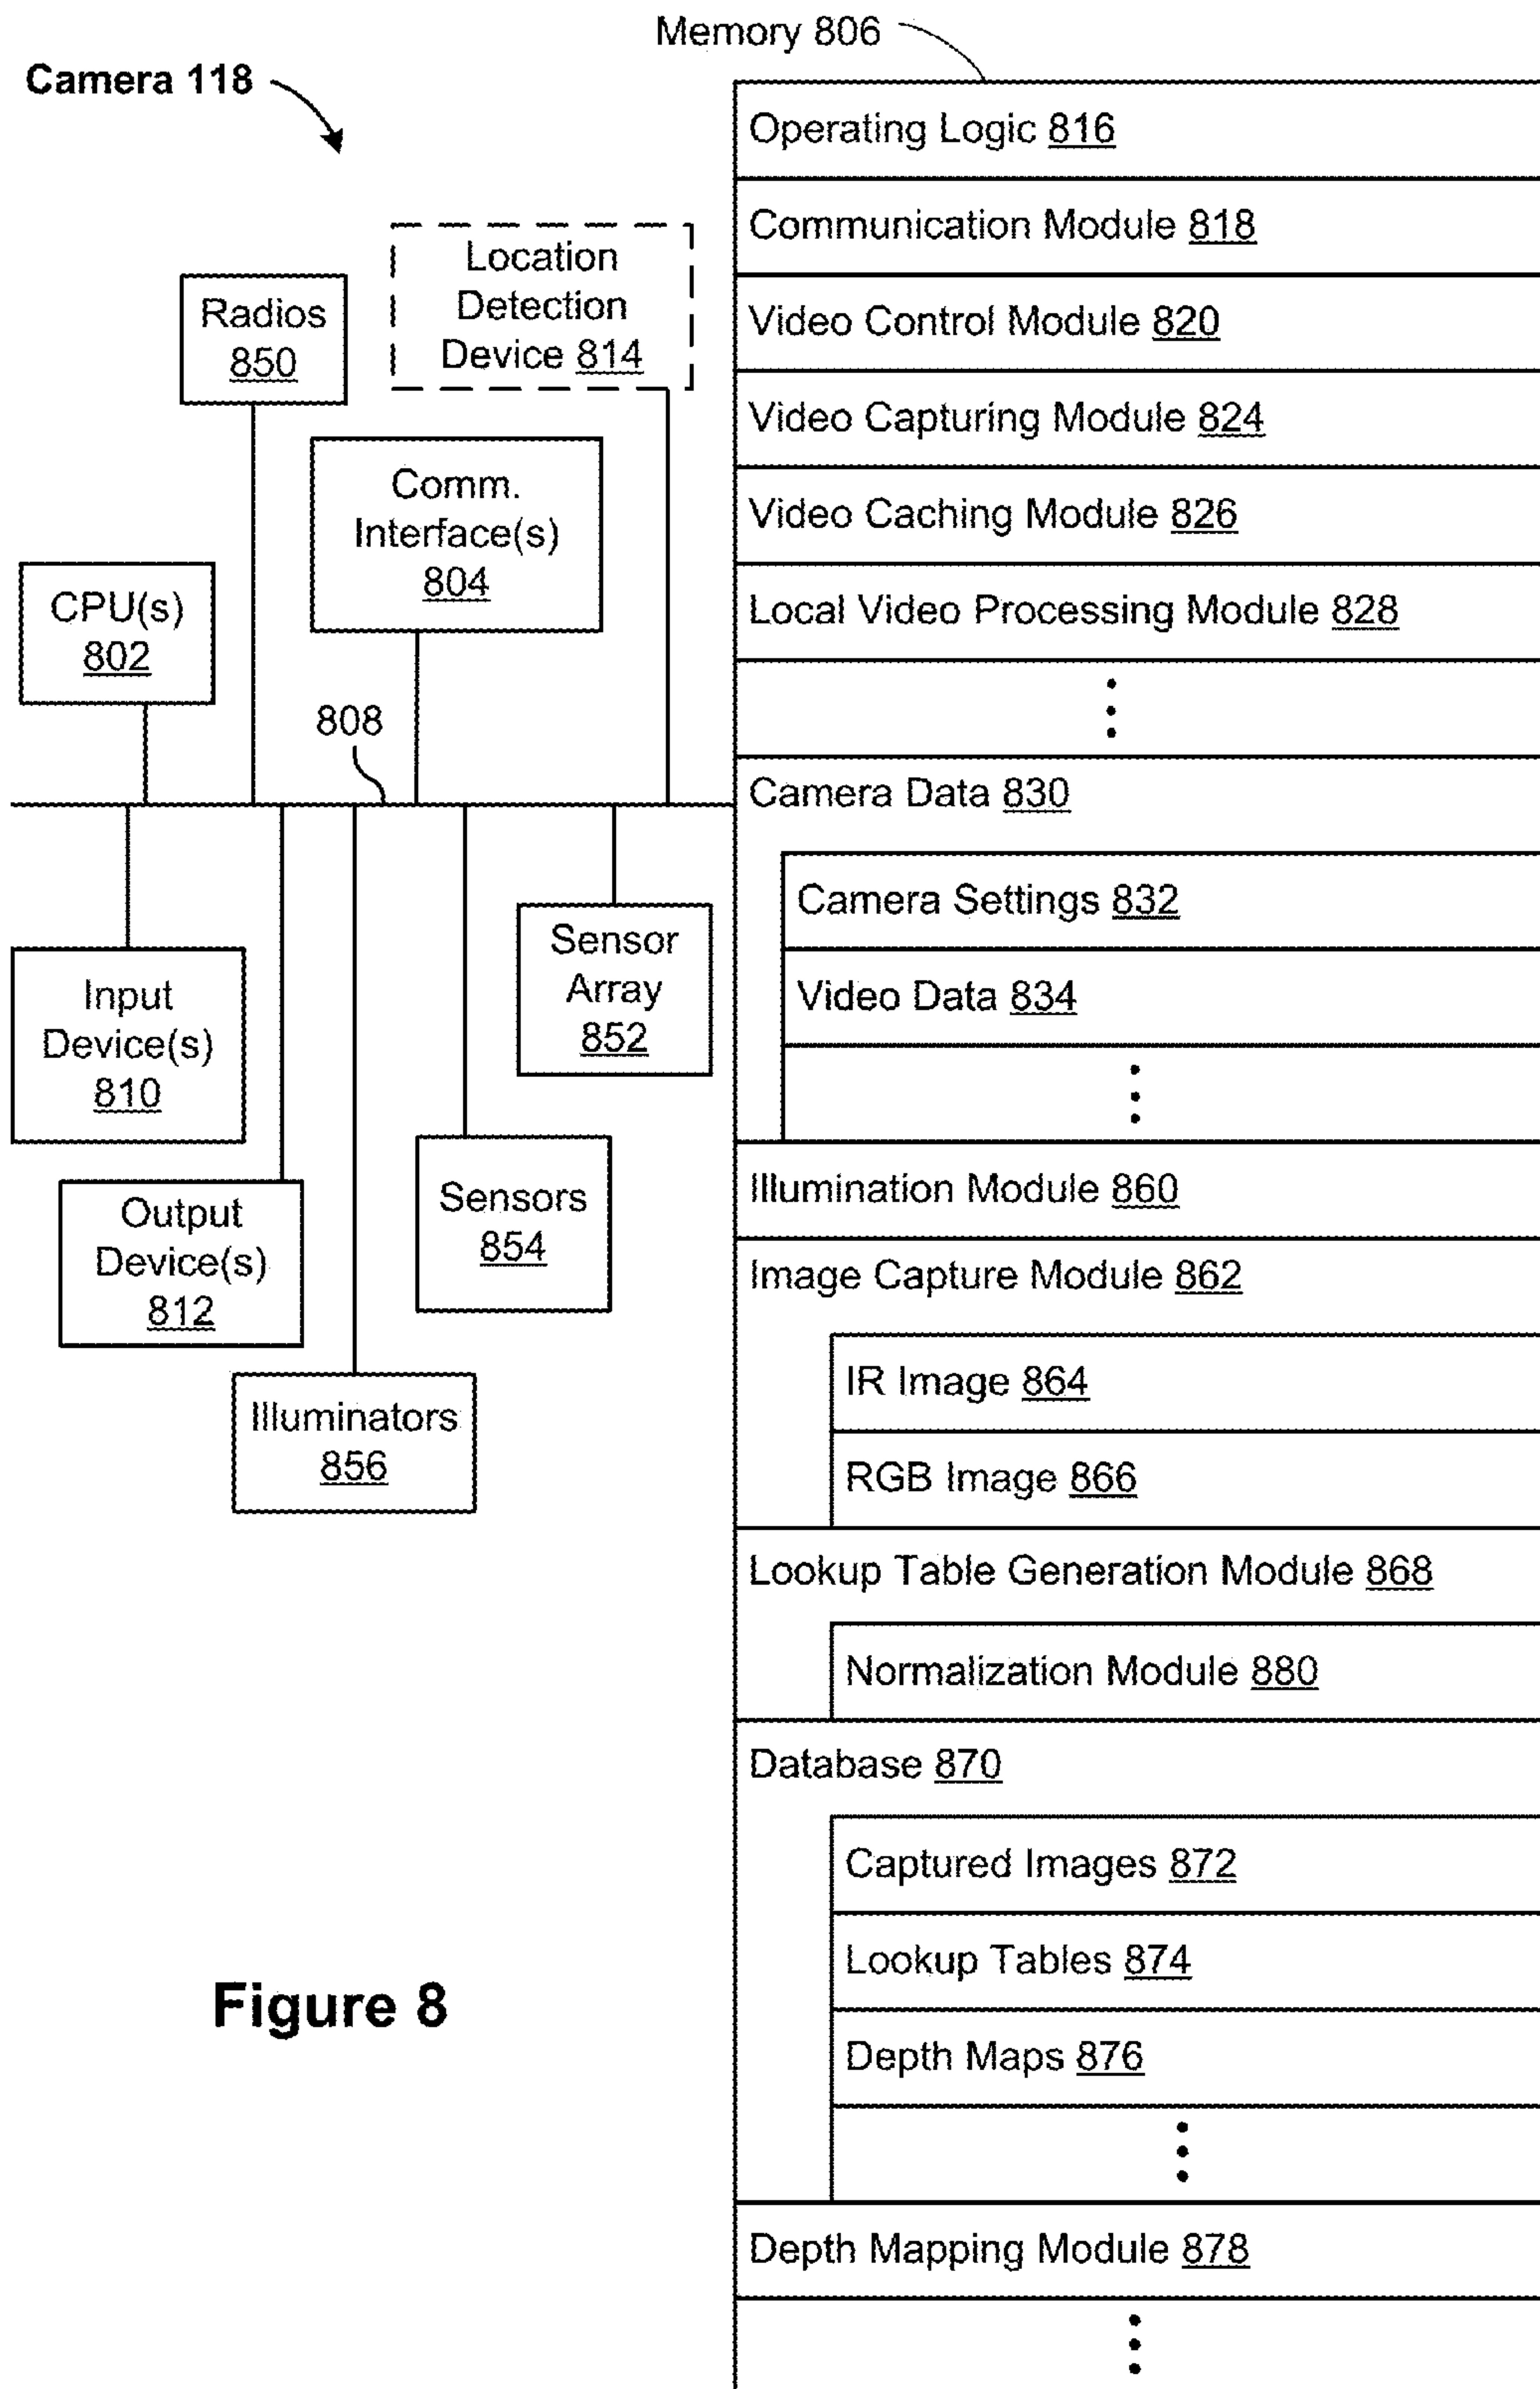 Memory 806
Camera 118
Location
Detection
Device 814
Radios
850
Comm.
Interface(s)
804
CPU(s)
802
808
Sensor
Array
852
Input
Device(s)
810
Sensors
854
Output
Device(s)
812
Illuminators
856
Operating Logic 816
Communication Module 818
Video Control Module 820
Video Capturing Module 824
Video Caching Module 826
Local Video Processing Module 828
Camera Data 830
Camera Settings 832
Video Data 834
Illumination Module 860
Image Capture Module 862
IR Image 864
RGB Image 866
Lookup Table Generation Module 868
Normalization Module 880
Database 870
Captured Images 872
Lookup Tables 874
Depth Maps 876
Depth Mapping Module 878
Figure 8